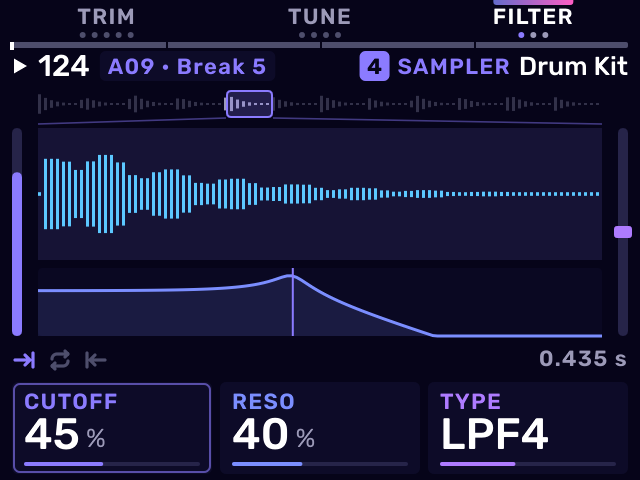 TRIM TUNE FILTER
124 A09 • Break 5 4 SAMPLER Drum Kit
0.435 s
CUTOFF RESO TYPE
45 % 40 % LPF4